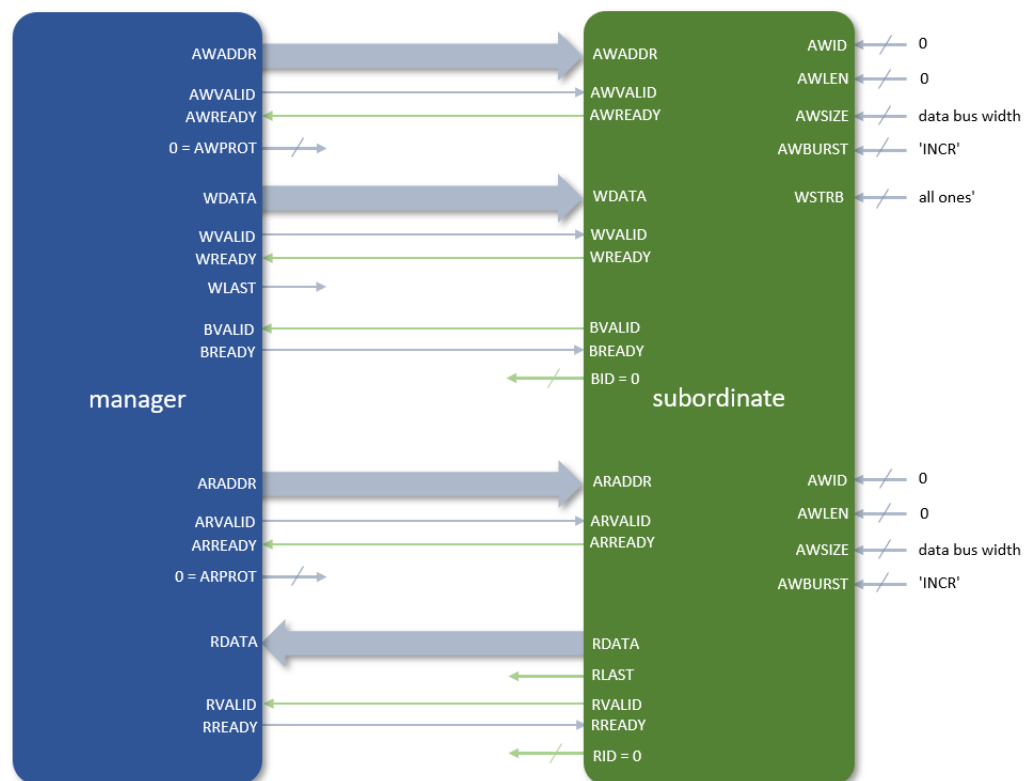 AWADDR AWADDR AWID 0
AWVALID AWVALID AWLEN 0
AWREADY AWREADY AWSIZE data bus width
0 = AWPROT AWBURST 'INCR'
WDATA WDATA WSTRB all ones'
WVALID WVALID
WREADY WREADY
WLAST
BVALID BVALID
BREADY BREADY
BID = 0
manager subordinate
ARADDR ARADDR AWID 0
ARVALID ARVALID AWLEN 0
ARREADY ARREADY AWSIZE data bus width
0 = ARPROT AWBURST 'INCR'
RDATA RDATA
RLAST
RVALID RVALID
RREADY RREADY
RID = 0